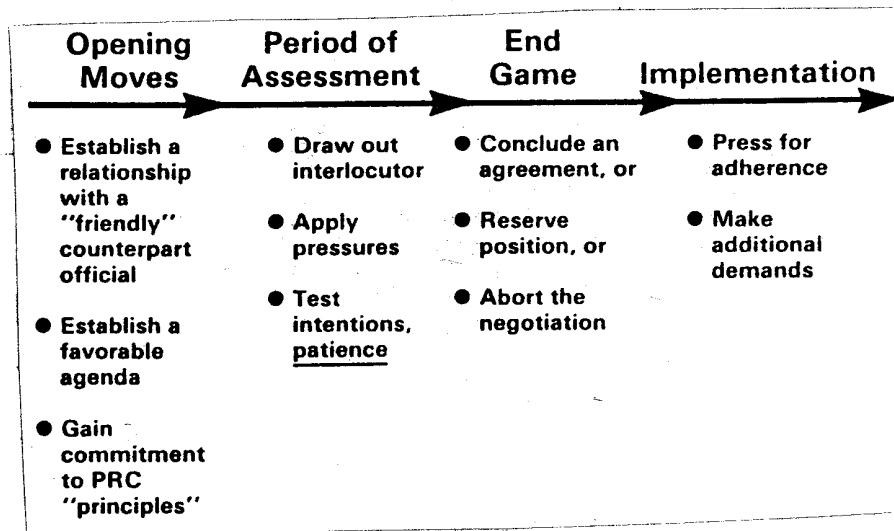 Opening
Moves
● Establish a
relationship
with a
"friendly"
counterpart
official
● Establish a
favorable
agenda
● Gain
commitment
to PRC
"principles"
Period of
Assessment
● Draw out
interlocutor
● Apply
pressures
● Test
intentions,
patience
End
Game
● Conclude an
agreement, or
● Reserve
position, or
● Abort the
negotiation
Implementation
● Press for
adherence
● Make
additional
demands